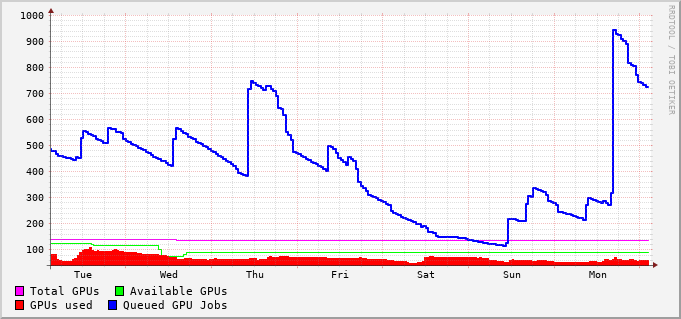 1000
900
800
700
600
500
400
300
200
100
Tue Wed Thu Fri Sat Sun Mon
Total GPUs Available GPUs
GPUs used Queued GPU Jobs
RRDTOOL / TOBI OETIKER